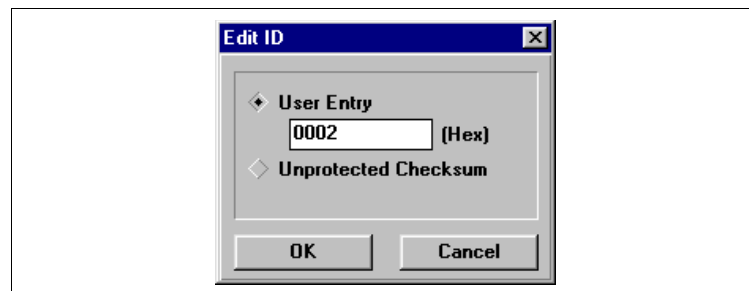 Edit ID
User Entry
0002 (Hex)
Unprotected Checksum
OK Cancel